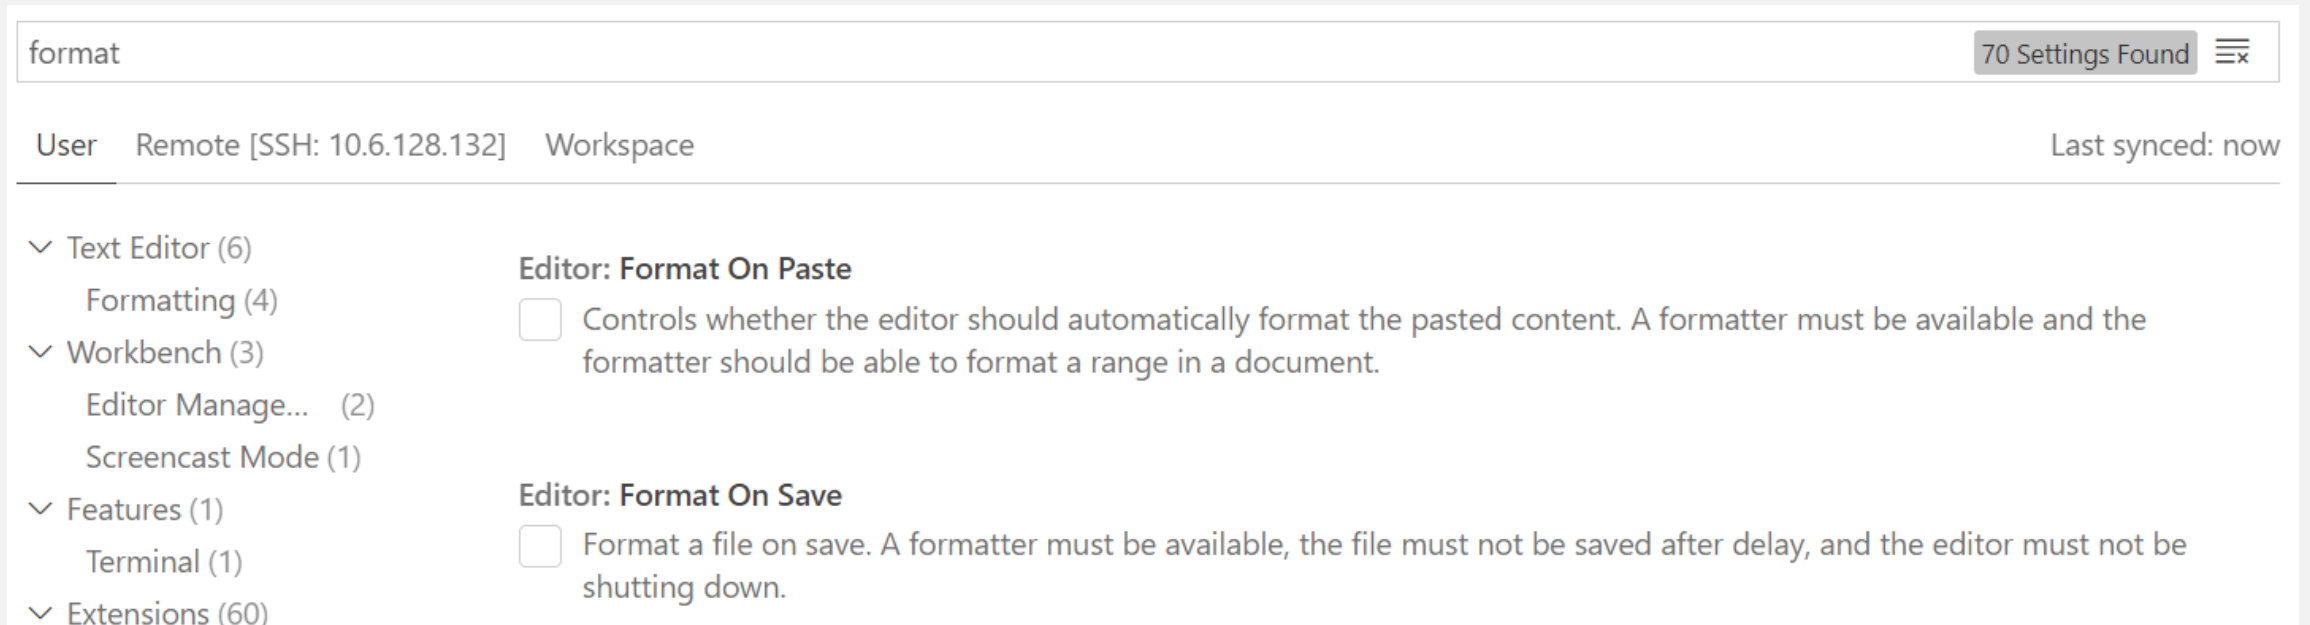 format
70 Settings Found
User Remote [SSH: 10.6.128.132] Workspace
Last synced: now
Text Editor (6)
Formatting (4)
Workbench (3)
Editor Manage... (2)
Screencast Mode (1)
Features (1)
Terminal (1)
Extensions (60)
Editor: Format On Paste
Controls whether the editor should automatically format the pasted content. A formatter must be available and the
formatter should be able to format a range in a document.
Editor: Format On Save
Format a file on save. A formatter must be available, the file must not be saved after delay, and the editor must not be
shutting down.